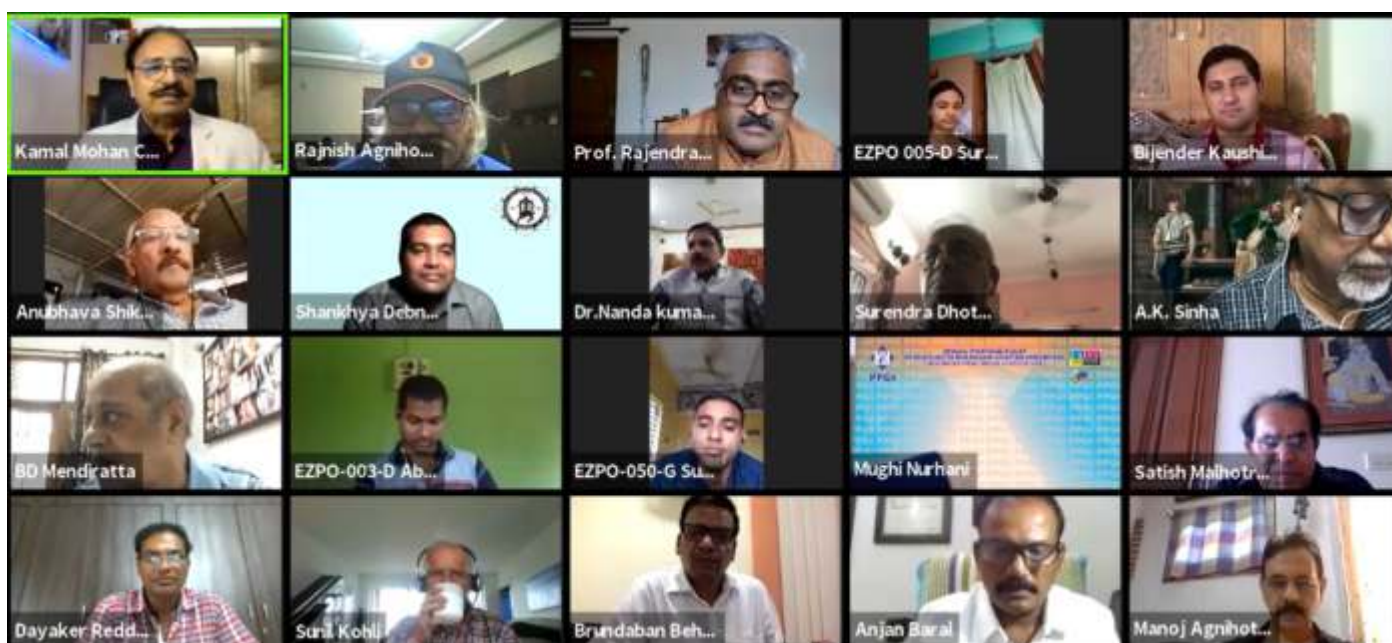 Kamal Mohan C...
Rajnish Agniho...
Prof. Rajendra...
EZPO 005-D Sur...
Bijender Kaushi...
Anubhava Shik...
Shankhya Debn...
Dr.Nanda kuma...
Surendra Dhot...
A.K. Sinha
BD Mendiratta
EZPO-003-D Ab...
EZPO-050-G Su...
Mughi Nurhani
Satish Malhotr...
Dayaker Redd...
Sunil Kohli
Brundaban Beh...
Anjan Baral
Manoj Agnihot...